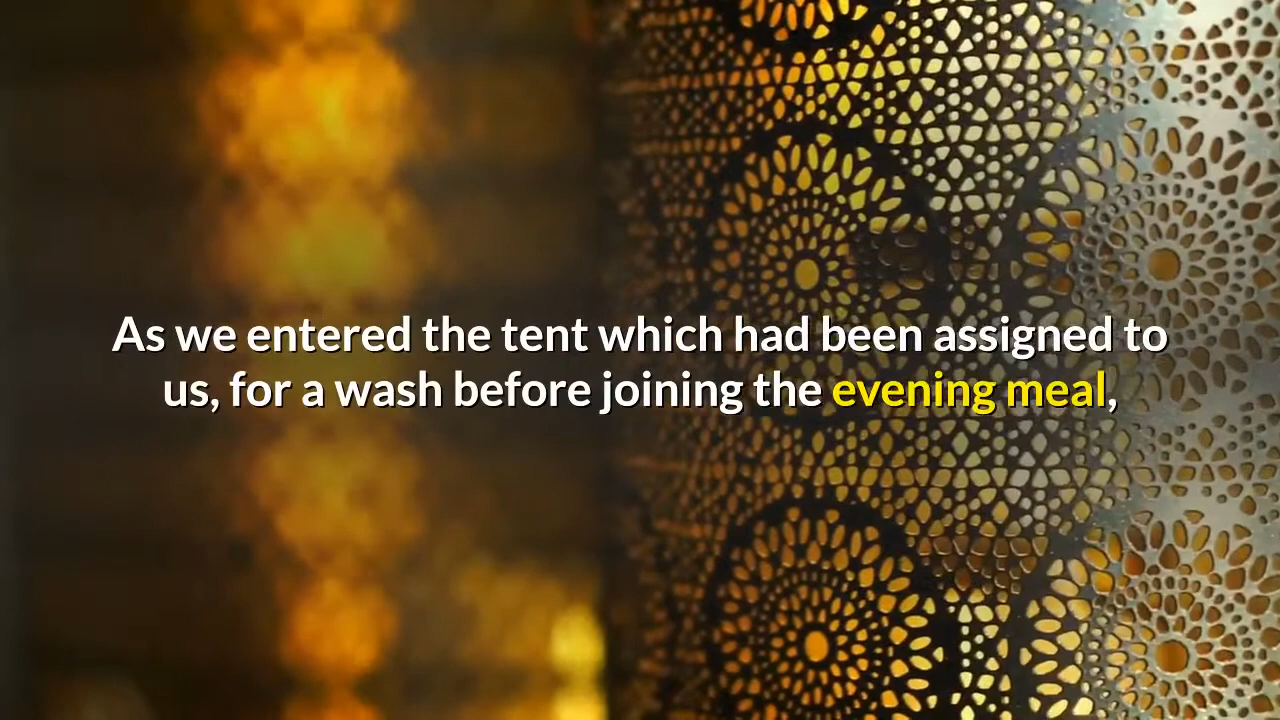 As we entered the tent which had been assigned to
us, for a wash before joining the evening meal,